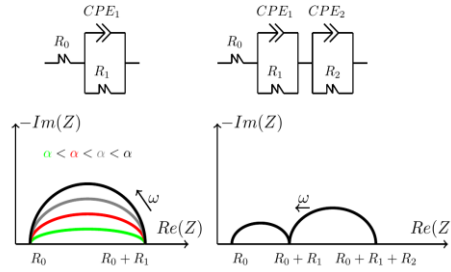 CPE₁
R₀
R₁
CPE₁ CPE₂
R₀
R₁ R₂
−Im(Z)
α < α < α < α
ω
Re(Z)
R₀ R₀ + R₁
−Im(Z)
ω
Re(Z)
R₀ R₀ + R₁ R₀ + R₁ + R₂